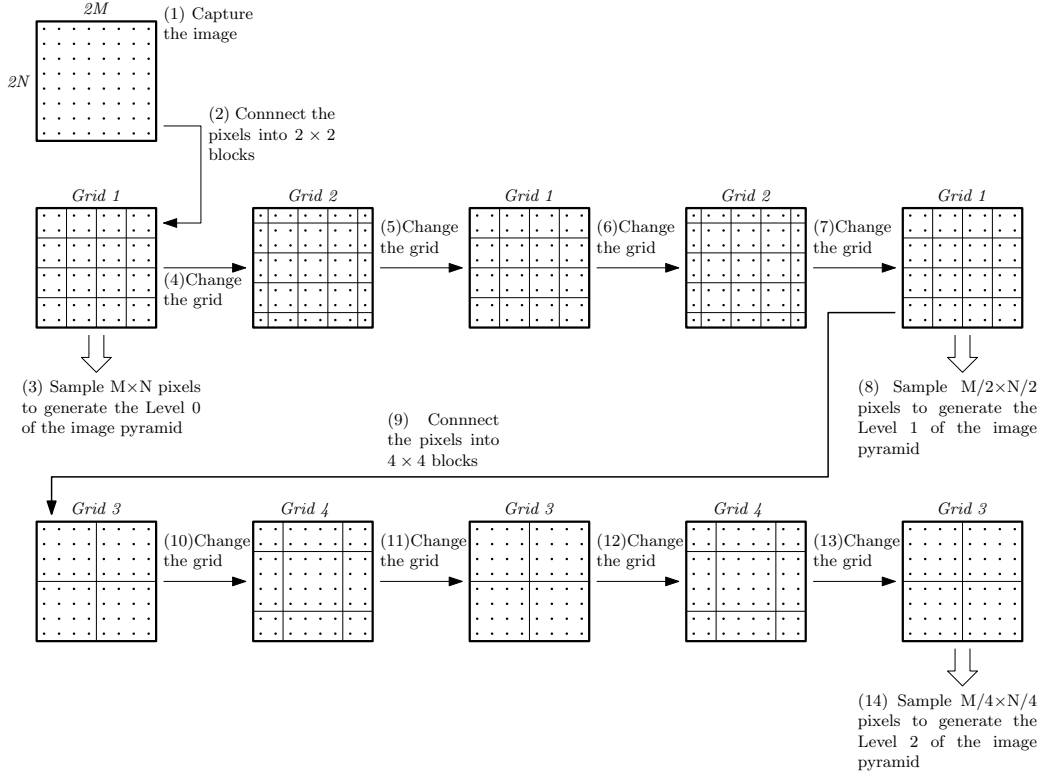 2M
(1) Capture
the image
2N
(2) Connnect the
pixels into 2 × 2
blocks
Grid 1
Grid 2
Grid 1
Grid 2
Grid 1
(4)Change
the grid
(5)Change
the grid
(6)Change
the grid
(7)Change
the grid
(3) Sample M×N pixels
to generate the Level 0
of the image pyramid
(8) Sample M/2×N/2
pixels to generate the
Level 1 of the image
pyramid
(9) Connnect
the pixels into
4 × 4 blocks
Grid 3
Grid 4
Grid 3
Grid 4
Grid 3
(10)Change
the grid
(11)Change
the grid
(12)Change
the grid
(13)Change
the grid
(14) Sample M/4×N/4
pixels to generate the
Level 2 of the image
pyramid